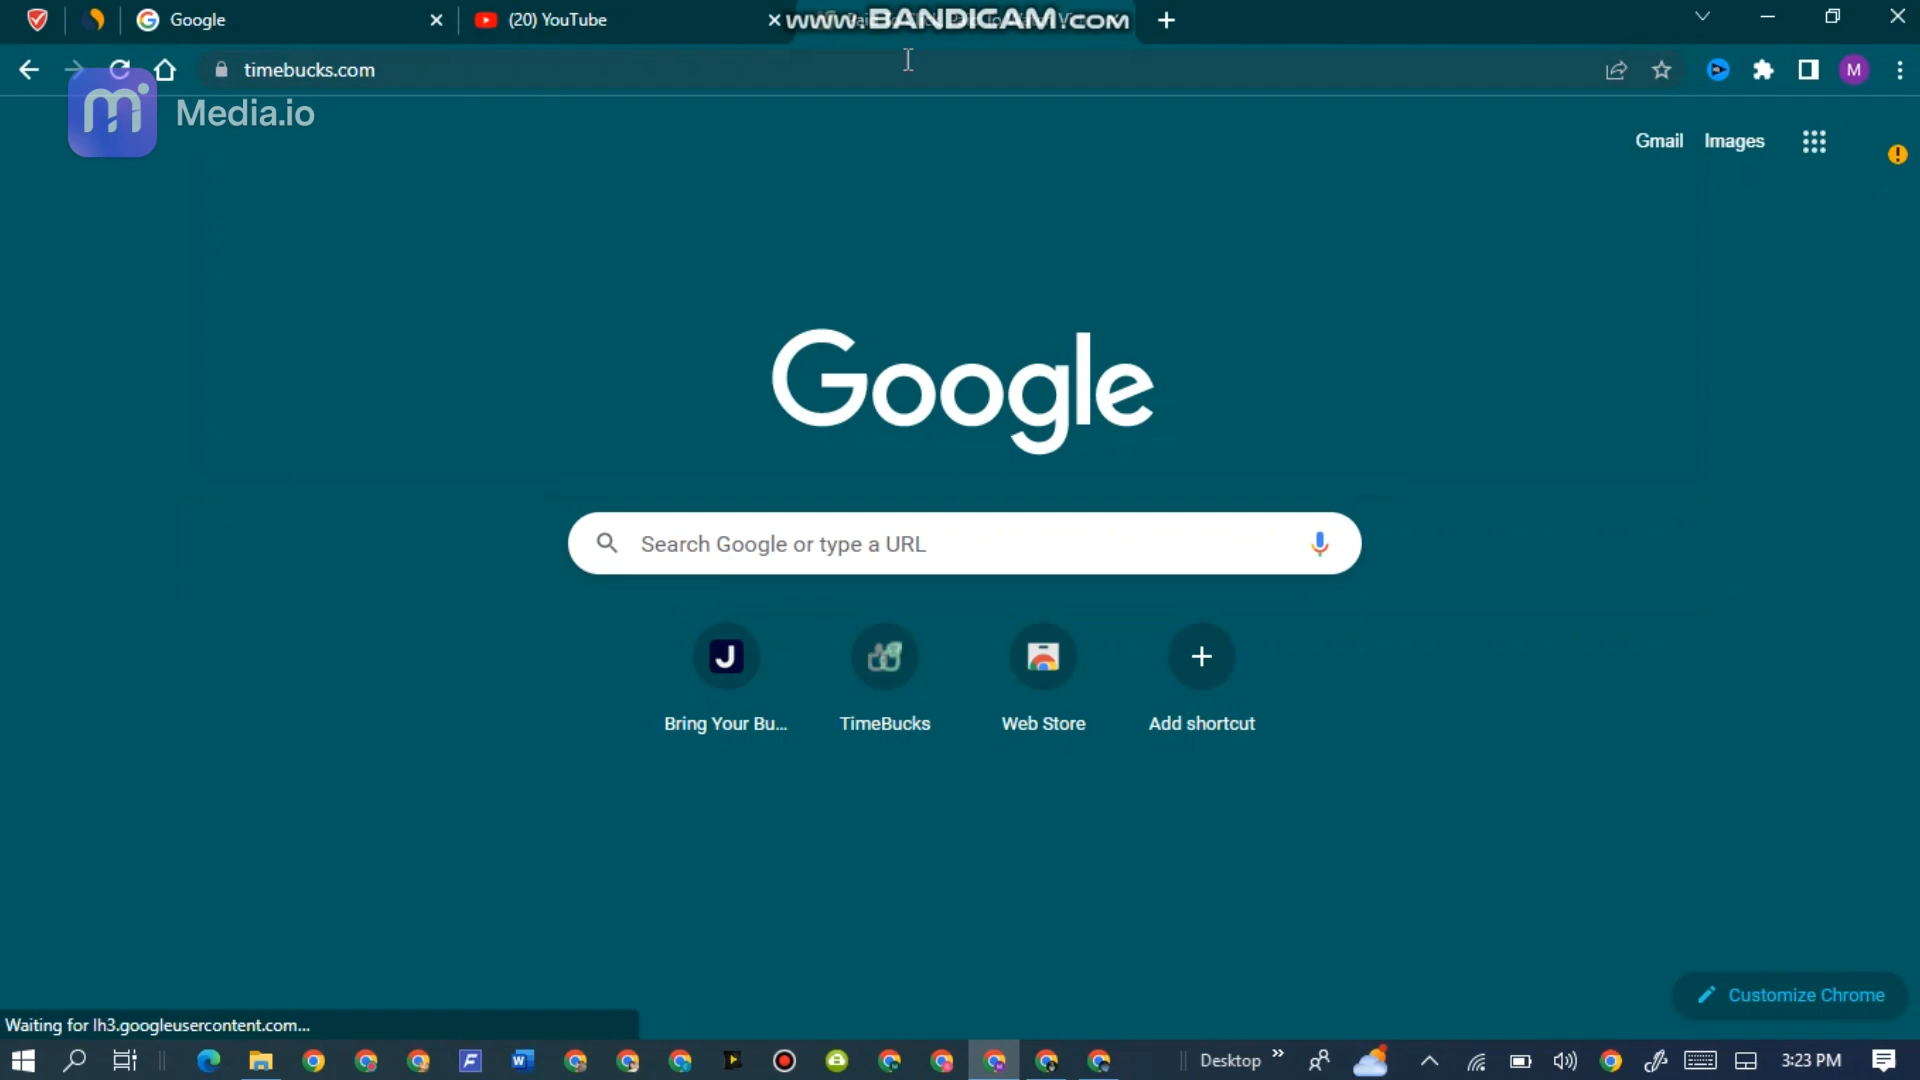 Google
(20) YouTube
www.BANDICAM.com
timebucks.com
M
Media.io
Gmail
Images
Google
Search Google or type a URL
J
Bring Your Bu...
TimeBucks
Web Store
Add shortcut
Customize Chrome
Waiting for lh3.googleusercontent.com...
Desktop
3:23 PM